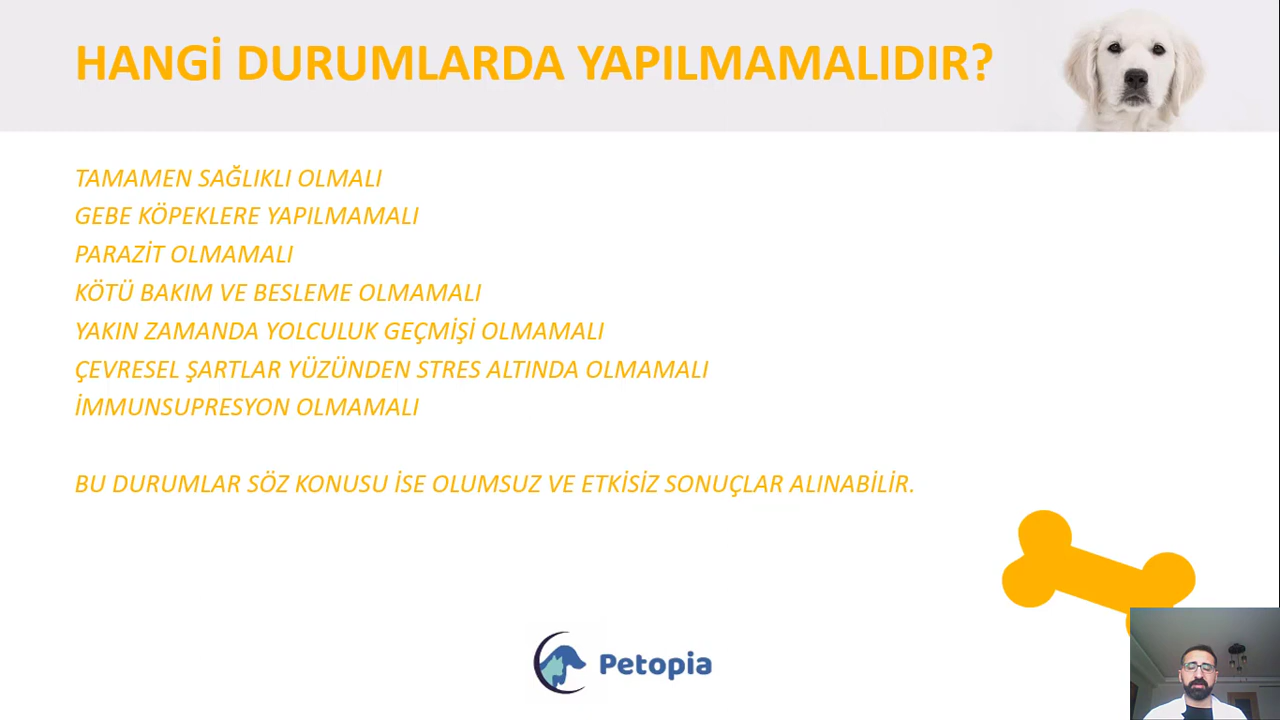 HANGİ DURUMLARDA YAPILMAMALIDIR?
TAMAMEN SAĞLIKLI OLMALI
GEBE KÖPEKLERE YAPILMAMALI
PARAZİT OLMAMALI
KÖTÜ BAKIM VE BESLEME OLMAMALI
YAKIN ZAMANDA YOLCULUK GEÇMİŞİ OLMAMALI
ÇEVRESEL ŞARTLAR YÜZÜNDEN STRES ALTINDA OLMAMALI
İMMUNSUPRESYON OLMAMALI
BU DURUMLAR SÖZ KONUSU İSE OLUMSUZ VE ETKİSİZ SONUÇLAR ALINABİLİR.
Petopia